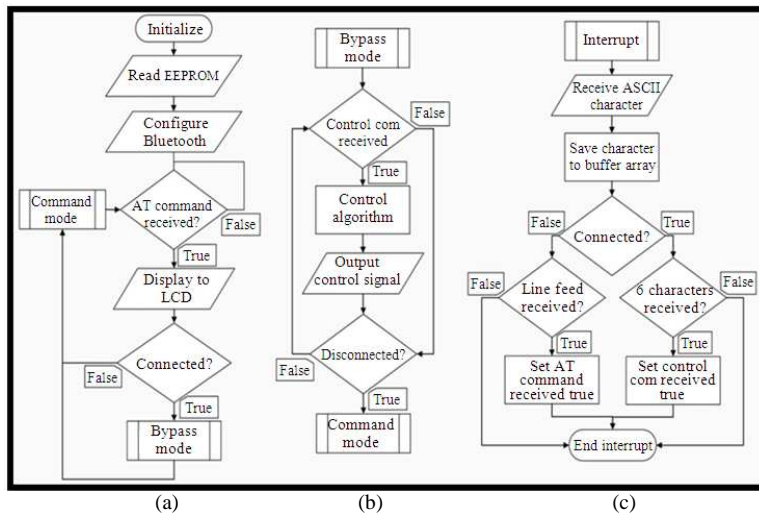 Initialize
Read EEPROM
Configure
Bluetooth
Command
mode
AT command
received?
False
True
Display to
LCD
Connected?
False
True
Bypass
mode
(a)
Bypass
mode
Control com
received
False
True
Control
algorithm
Output
control signal
Disconnected?
False
True
Command
mode
(b)
Interrupt
Receive ASCII
character
Save character
to buffer array
Connected?
False
True
Line feed
received?
False
True
6 characters
received?
False
True
Set AT
command
received true
Set control
com received
true
End interrupt
(c)